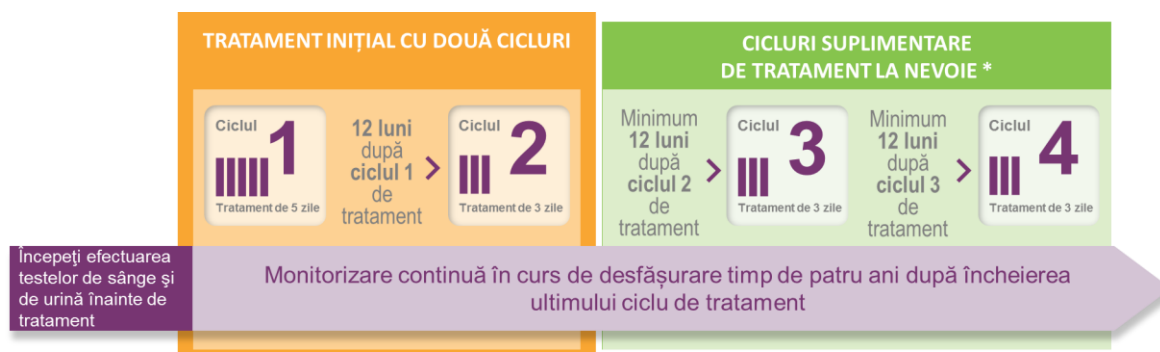 TRATAMENT INIȚIAL CU DOUĂ CICLURI
Ciclul
1
Tratament de 5 zile
12 luni
după
ciclul 1
de
tratament
Ciclul
2
Tratament de 3 zile
CICLURI SUPLIMENTARE
DE TRATAMENT LA NEVOIE *
Minimum
12 luni
după
ciclul 2
de
tratament
Ciclul
3
Tratament de 3 zile
Minimum
12 luni
după
ciclul 3
de
tratament
Ciclul
4
Tratament de 3 zile
Începeţi efectuarea
testelor de sânge şi
de urină înainte de
tratament
Monitorizare continuă în curs de desfășurare timp de patru ani după încheierea
ultimului ciclu de tratament